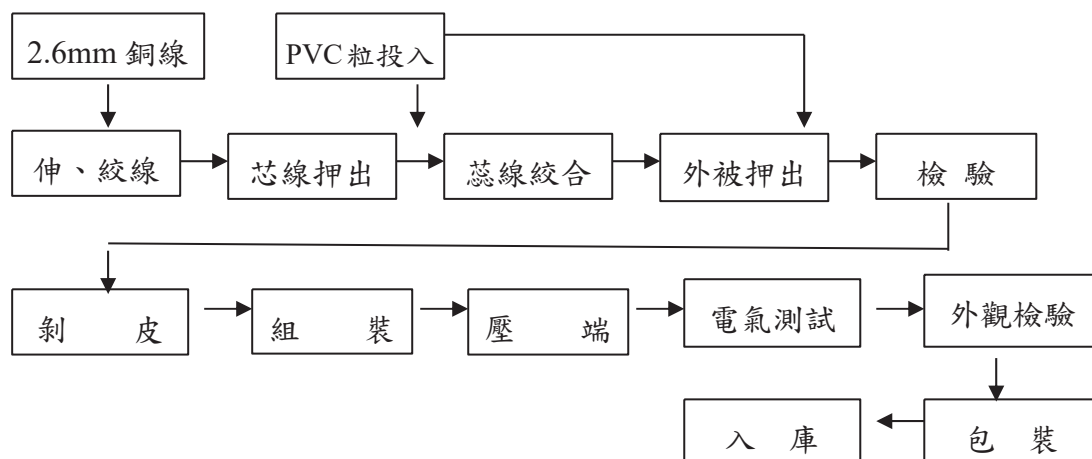 2.6mm 銅線
PVC粒投入
伸、絞線
芯線押出
蕊線絞合
外被押出
檢 驗
剝 皮
組 裝
壓 端
電氣測試
外觀檢驗
入 庫
包 裝